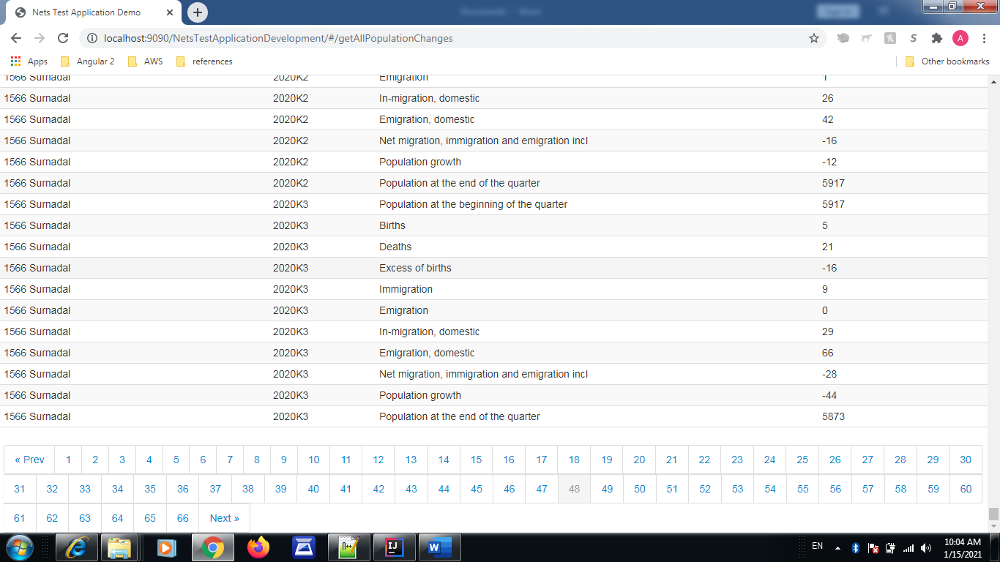 Nets Test Application Demo
localhost:9090/NetsTestApplicationDevelopment/#/getAllPopulationChanges
A
Apps Angular 2 AWS references Other bookmarks
1566 Surnadal 2020K2 Emigration 1
1566 Surnadal 2020K2 In-migration, domestic 26
1566 Surnadal 2020K2 Emigration, domestic 42
1566 Surnadal 2020K2 Net migration, immigration and emigration incl -16
1566 Surnadal 2020K2 Population growth -12
1566 Surnadal 2020K2 Population at the end of the quarter 5917
1566 Surnadal 2020K3 Population at the beginning of the quarter 5917
1566 Surnadal 2020K3 Births 5
1566 Surnadal 2020K3 Deaths 21
1566 Surnadal 2020K3 Excess of births -16
1566 Surnadal 2020K3 Immigration 9
1566 Surnadal 2020K3 Emigration 0
1566 Surnadal 2020K3 In-migration, domestic 29
1566 Surnadal 2020K3 Emigration, domestic 66
1566 Surnadal 2020K3 Net migration, immigration and emigration incl -28
1566 Surnadal 2020K3 Population growth -44
1566 Surnadal 2020K3 Population at the end of the quarter 5873
« Prev 1 2 3 4 5 6 7 8 9 10 11 12 13 14 15 16 17 18 19 20 21 22 23 24 25 26 27 28 29 30
31 32 33 34 35 36 37 38 39 40 41 42 43 44 45 46 47 48 49 50 51 52 53 54 55 56 57 58 59 60
61 62 63 64 65 66 Next »
EN 10:04 AM
1/15/2021